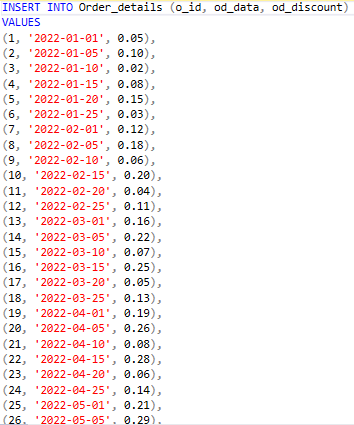 INSERT INTO Order_details (o_id, od_data, od_discount)
VALUES
(1, '2022-01-01', 0.05),
(2, '2022-01-05', 0.10),
(3, '2022-01-10', 0.02),
(4, '2022-01-15', 0.08),
(5, '2022-01-20', 0.15),
(6, '2022-01-25', 0.03),
(7, '2022-02-01', 0.12),
(8, '2022-02-05', 0.18),
(9, '2022-02-10', 0.06),
(10, '2022-02-15', 0.20),
(11, '2022-02-20', 0.04),
(12, '2022-02-25', 0.11),
(13, '2022-03-01', 0.16),
(14, '2022-03-05', 0.22),
(15, '2022-03-10', 0.07),
(16, '2022-03-15', 0.25),
(17, '2022-03-20', 0.05),
(18, '2022-03-25', 0.13),
(19, '2022-04-01', 0.19),
(20, '2022-04-05', 0.26),
(21, '2022-04-10', 0.08),
(22, '2022-04-15', 0.28),
(23, '2022-04-20', 0.06),
(24, '2022-04-25', 0.14),
(25, '2022-05-01', 0.21),
(26, '2022-05-05', 0.29),